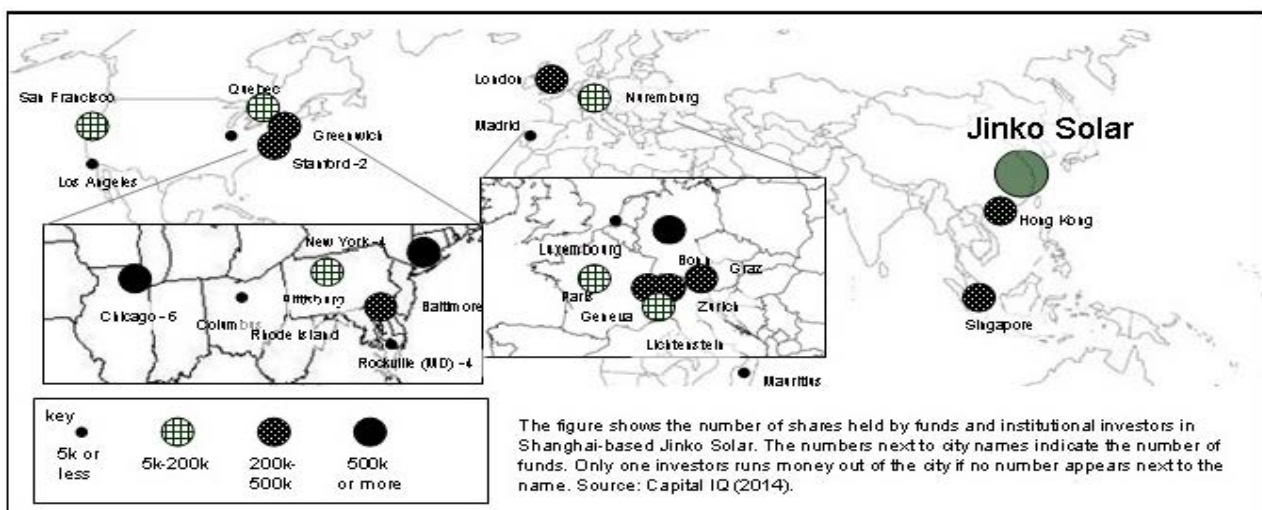 San Francisco
Quebec
Greenwich
Stanford -2
Los Angeles
London
Nuremburg
Madrid
Jinko Solar
Hong Kong
Singapore
Mauritius
New York -4
Pittsburg
Baltimore
Chicago - 6
Columbus
Rhode Island
Rockville (MD) -4
Luxembourg
Bonn
Graz
Paris
Zurich
Geneva
Lichtenstein
key
5k or
less
5k-200k
200k-
500k
500k
or more
The figure shows the number of shares held by funds and institutional investors in
Shanghai-based Jinko Solar. The numbers next to city names indicate the number of
funds. Only one investors runs money out of the city if no number appears next to the
name. Source: Capital IQ (2014).